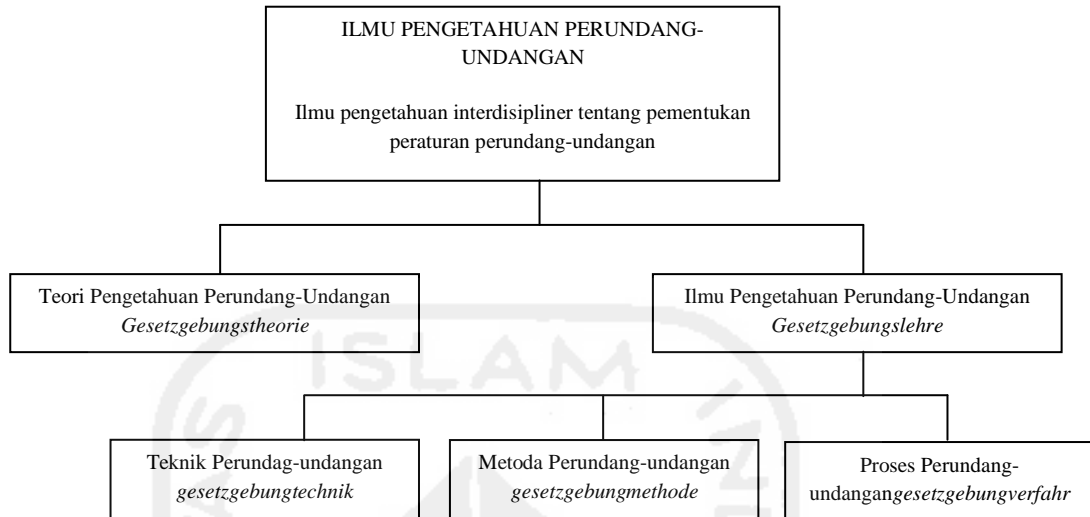 ILMU PENGETAHUAN PERUNDANG-
UNDANGAN
Ilmu pengetahuan interdisipliner tentang pementukan
peraturan perundang-undangan
Teori Pengetahuan Perundang-Undangan
Gesetzgebungstheorie
Ilmu Pengetahuan Perundang-Undangan
Gesetzgebungslehre
ISLAM
Teknik Perundag-undangan
gesetzgebungtechnik
Metoda Perundang-undangan
gesetzgebungmethode
Proses Perundang-
undangangesetzgebungverfahr